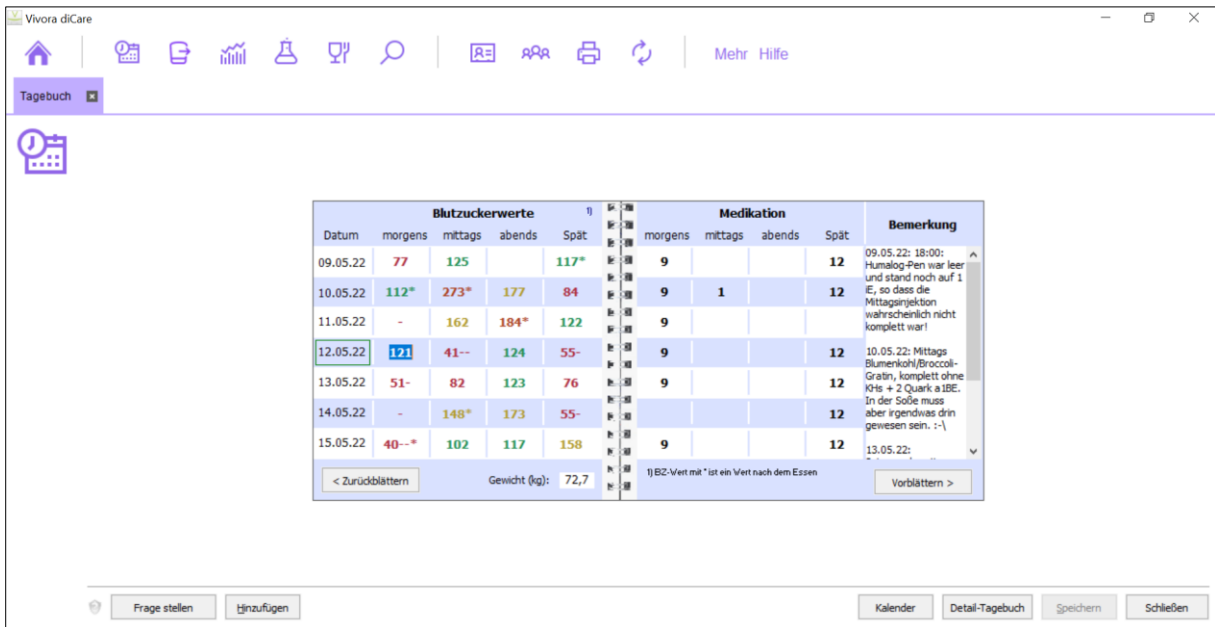 Vivora diCare
Mehr Hilfe
Tagebuch
Blutzuckerwerte 1) Medikation Bemerkung
Datum morgens mittags abends Spät morgens mittags abends Spät
09.05.22 77 125 117* 9 12
10.05.22 112* 273* 177 84 9 1 12
11.05.22 - 162 184* 122 9
12.05.22 121 41-- 124 55- 9 12
13.05.22 51- 82 123 76 9 12
14.05.22 - 148* 173 55- 12
15.05.22 40--* 102 117 158 9 12
09.05.22: 18:00:
Humalog-Pen war leer
und stand noch auf 1
iE, so dass die
Mittagsinjektion
wahrscheinlich nicht
komplett war!
10.05.22: Mittags
Blumenkohl/Broccoli-
Gratin, komplett ohne
KHs + 2 Quark a 1BE.
In der Soße muss
aber irgendwas drin
gewesen sein. :-\
13.05.22:
< Zurückblättern Gewicht (kg): 72,7 1) BZ-Wert mit * ist ein Wert nach dem Essen Vorblättern >
Frage stellen Hinzufügen Kalender Detail-Tagebuch Speichern Schließen